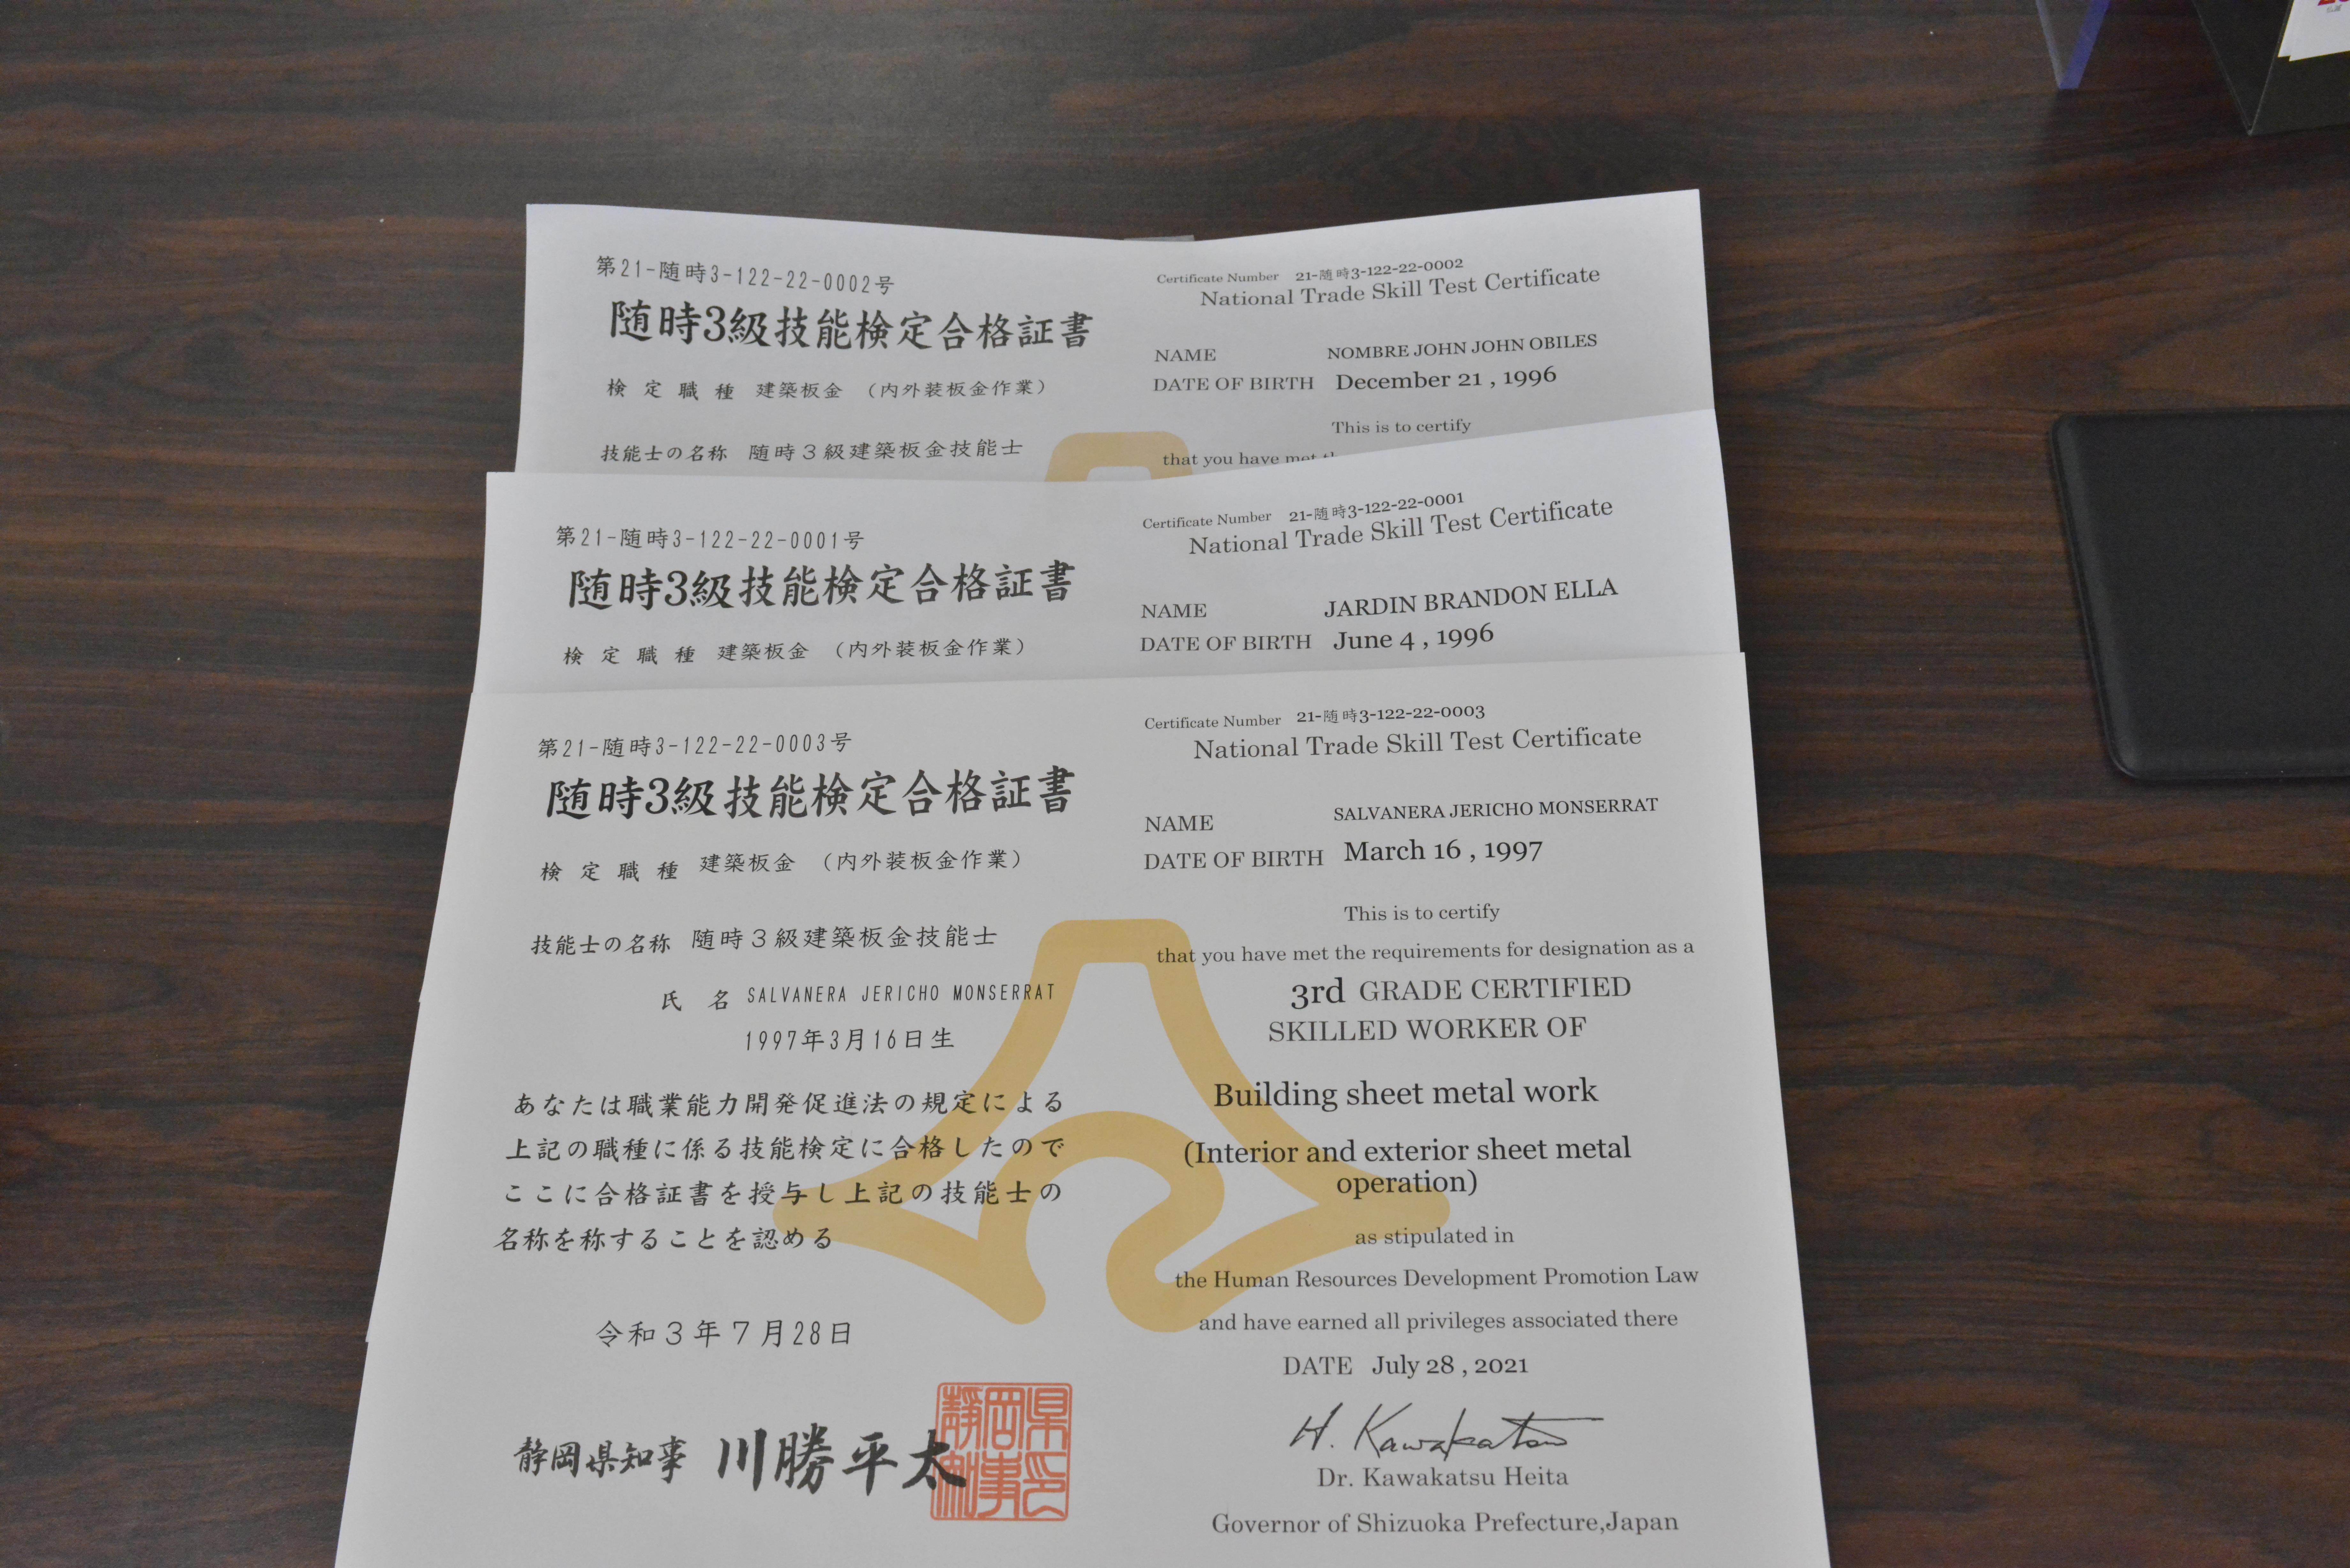 第21-随時3-122-22-0002号
随時3級技能検定合格証書
検定職種 建築板金 （内外装板金作業）
技能士の名称 随時３級建築板金技能士
Certificate Number 21-随時3-122-22-0002
National Trade Skill Test Certificate
NAME NOMBRE JOHN JOHN OBILES
DATE OF BIRTH December 21 , 1996
This is to certify
that you have met
第21-随時3-122-22-0001号
随時3級技能検定合格証書
検定職種 建築板金 （内外装板金作業）
Certificate Number 21-随時3-122-22-0001
National Trade Skill Test Certificate
NAME JARDIN BRANDON ELLA
DATE OF BIRTH June 4 , 1996
第21-随時3-122-22-0003号
随時3級技能検定合格証書
検定職種 建築板金 （内外装板金作業）
技能士の名称 随時３級建築板金技能士
氏名 SALVANERA JERICHO MONSERRAT
1997年3月16日生
あなたは職業能力開発促進法の規定による
上記の職種に係る技能検定に合格したので
ここに合格証書を授与し上記の技能士の
名称を称することを認める
令和３年７月28日
静岡県知事 川勝平太
静岡県知事印
Certificate Number 21-随時3-122-22-0003
National Trade Skill Test Certificate
NAME SALVANERA JERICHO MONSERRAT
DATE OF BIRTH March 16 , 1997
This is to certify
that you have met the requirements for designation as a
3rd GRADE CERTIFIED
SKILLED WORKER OF
Building sheet metal work
(Interior and exterior sheet metal
operation)
as stipulated in
the Human Resources Development Promotion Law
and have earned all privileges associated there
DATE July 28 , 2021
H. Kawakatsu
Dr. Kawakatsu Heita
Governor of Shizuoka Prefecture,Japan